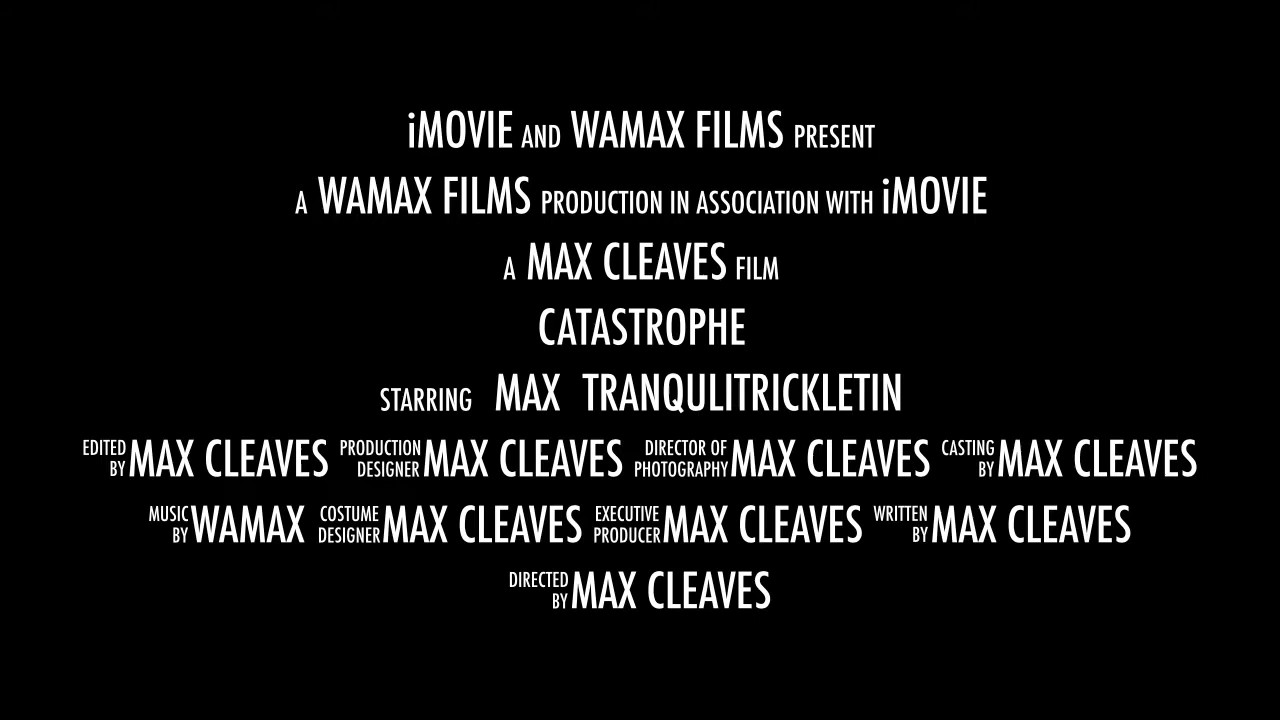 iMOVIE AND WAMAX FILMS PRESENT
A WAMAX FILMS PRODUCTION IN ASSOCIATION WITH iMOVIE
A MAX CLEAVES FILM
CATASTROPHE
STARRING MAX TRANQULITRICKLETIN
EDITED BY MAX CLEAVES PRODUCTION DESIGNER MAX CLEAVES DIRECTOR OF PHOTOGRAPHY MAX CLEAVES CASTING BY MAX CLEAVES
MUSIC BY WAMAX COSTUME DESIGNER MAX CLEAVES EXECUTIVE PRODUCER MAX CLEAVES WRITTEN BY MAX CLEAVES
DIRECTED BY MAX CLEAVES